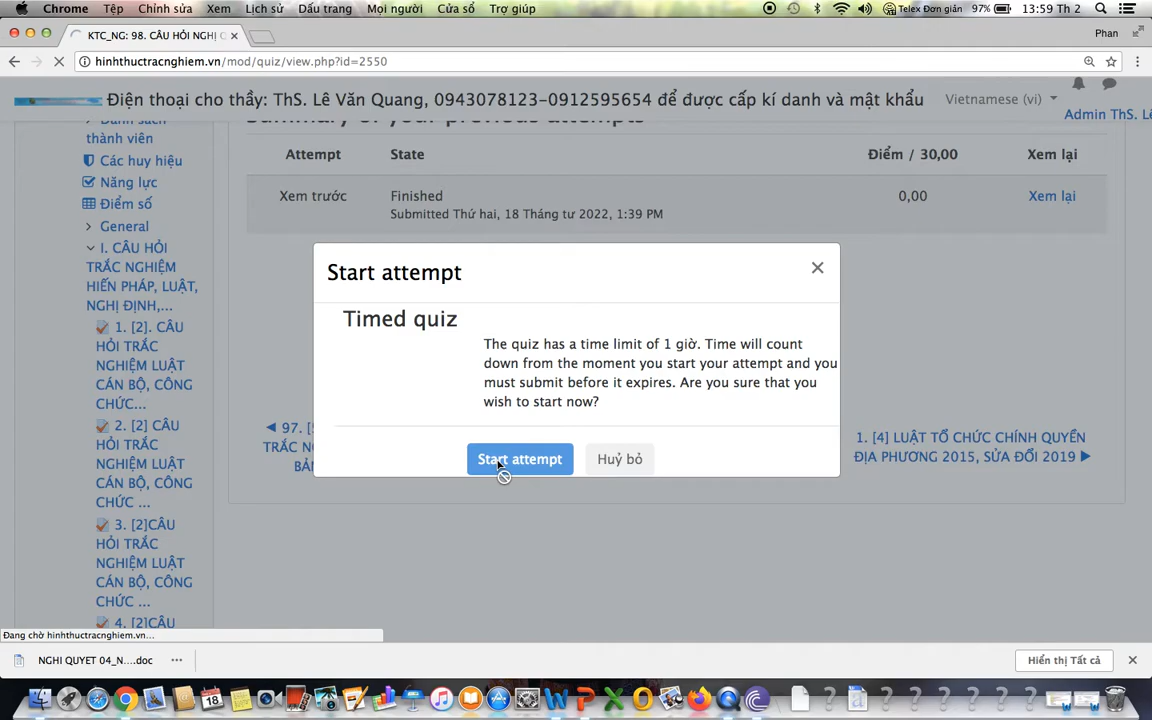 Chrome Tệp Chỉnh sửa Xem Lịch sử Dấu trang Mọi người Cửa sổ Trợ giúp Telex Đơn giản 97% 13:59 Th 2
KTC_NG: 98. CÂU HỎI NGHỊ Phan
hinhthuctracnghiem.vn/mod/quiz/view.php?id=2550
Điện thoại cho thầy: ThS. Lê Văn Quang, 0943078123-0912595654 để được cấp kí danh và mật khẩu Vietnamese (vi)
Admin ThS. Lê
Summary of your previous attempts
Danh sách
thành viên
Các huy hiệu
Năng lực
Điểm số
General
I. CÂU HỎI
TRẮC NGHIỆM
HIẾN PHÁP, LUẬT,
NGHỊ ĐỊNH,...
1. [2]. CÂU
HỎI TRẮC
NGHIỆM LUẬT
CÁN BỘ, CÔNG
CHỨC...
2. [2] CÂU
HỎI TRẮC
NGHIỆM LUẬT
CÁN BỘ, CÔNG
CHỨC ...
3. [2]CÂU
HỎI TRẮC
NGHIỆM LUẬT
CÁN BỘ, CÔNG
CHỨC ...
4. [2]CÂU
Attempt State Điểm / 30,00 Xem lại
Xem trước Finished 0,00 Xem lại
Submitted Thứ hai, 18 Tháng tư 2022, 1:39 PM
Start attempt ×
Timed quiz
The quiz has a time limit of 1 giờ. Time will count
down from the moment you start your attempt and you
must submit before it expires. Are you sure that you
wish to start now?
Start attempt Huỷ bỏ
◀ 97.
TRẮC
1. [4] LUẬT TỔ CHỨC CHÍNH QUYỀN
ĐỊA PHƯƠNG 2015, SỬA ĐỔI 2019 ▶
Đang chờ hinhthuctracnghiem.vn...
NGHI QUYET 04_N....doc Hiển thị Tất cả